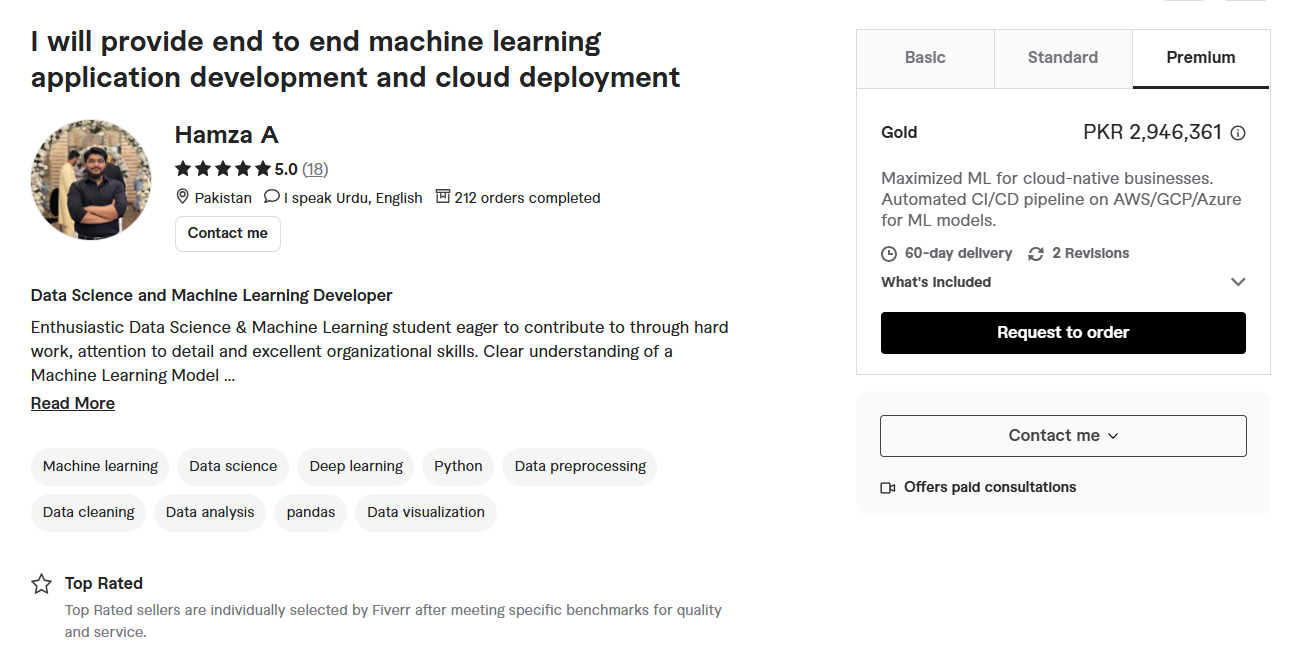 I will provide end to end machine learning
application development and cloud deployment
Hamza A
5.0 (18)
Pakistan I speak Urdu, English 212 orders completed
Contact me
Data Science and Machine Learning Developer
Enthusiastic Data Science & Machine Learning student eager to contribute to through hard
work, attention to detail and excellent organizational skills. Clear understanding of a
Machine Learning Model ...
Read More
Machine learning Data science Deep learning Python Data preprocessing
Data cleaning Data analysis pandas Data visualization
Top Rated
Top Rated sellers are individually selected by Fiverr after meeting specific benchmarks for quality
and service.
Basic Standard Premium
Gold PKR 2,946,361
Maximized ML for cloud-native businesses.
Automated CI/CD pipeline on AWS/GCP/Azure
for ML models.
60-day delivery 2 Revisions
What's Included
Request to order
Contact me
Offers paid consultations